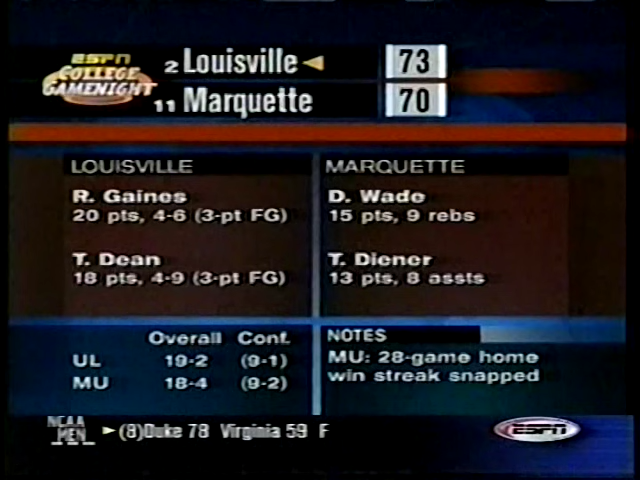 ESPN
COLLEGE
GAMENIGHT
2 Louisville ◄ 73
11 Marquette 70
LOUISVILLE
R. Gaines
20 pts, 4-6 (3-pt FG)
T. Dean
18 pts, 4-9 (3-pt FG)
MARQUETTE
D. Wade
15 pts, 9 rebs
T. Diener
13 pts, 8 assts
Overall Conf.
UL 19-2 (9-1)
MU 18-4 (9-2)
NOTES
MU: 28-game home
win streak snapped
NCAA
MEN
►(8)Duke 78 Virginia 59 F
ESPN